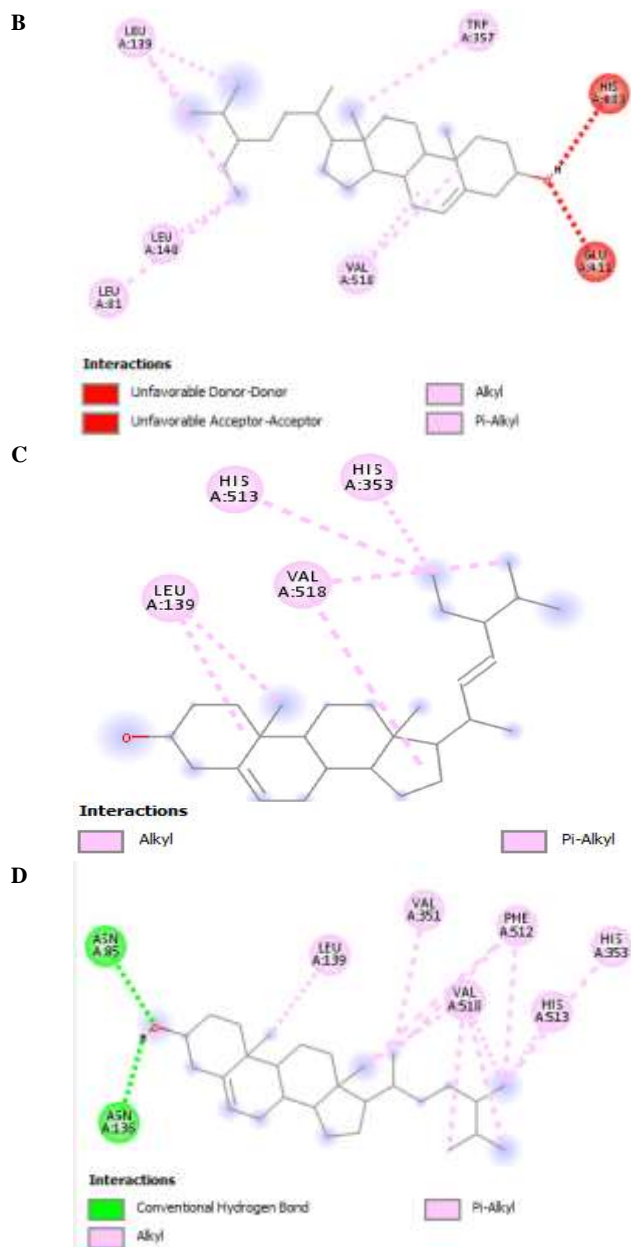 B
LEU
A:139
TRP
A:357
HIS
H
O
GLU
LEU
A:140
LEU
A:81
VAL
A:518
Interactions
Unfavorable Donor-Donor
Alkyl
Unfavorable Acceptor-Acceptor
Pi-Alkyl
C
HIS
A:513
HIS
A:353
LEU
A:139
VAL
A:518
O
Interactions
Alkyl
Pi-Alkyl
D
ASN
A:85
LEU
A:139
VAL
A:351
PHE
A:512
HIS
A:353
VAL
A:518
HIS
A:513
O
ASN
A:136
Interactions
Conventional Hydrogen Bond
Pi-Alkyl
Alkyl